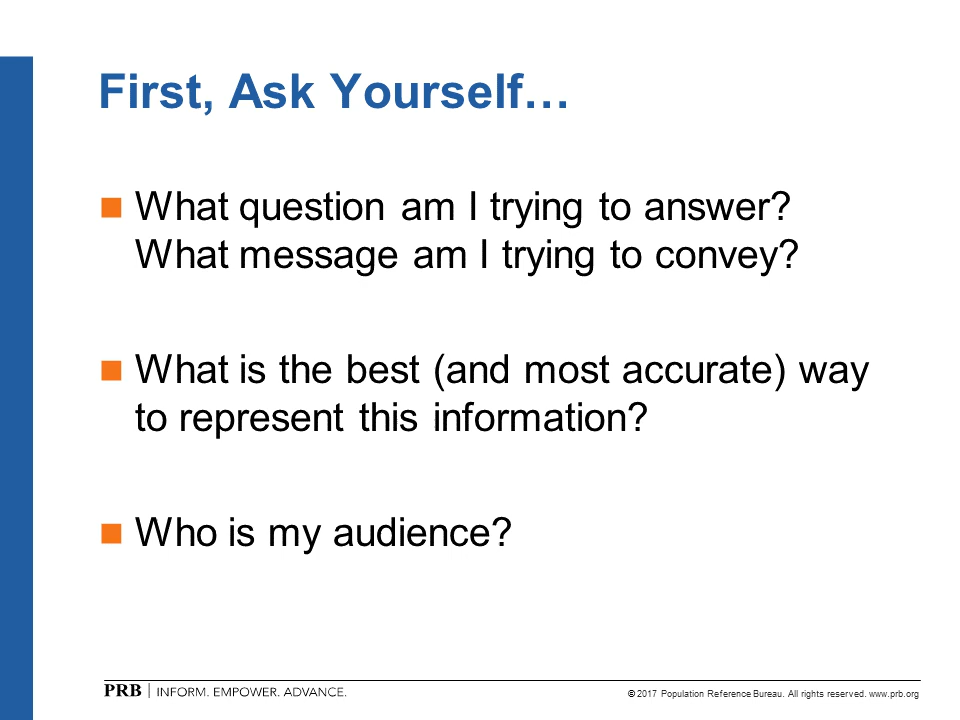 First, Ask Yourself…
What question am I trying to answer?
What message am I trying to convey?
What is the best (and most accurate) way
to represent this information?
Who is my audience?
PRB | INFORM. EMPOWER. ADVANCE.
© 2017 Population Reference Bureau. All rights reserved. www.prb.org